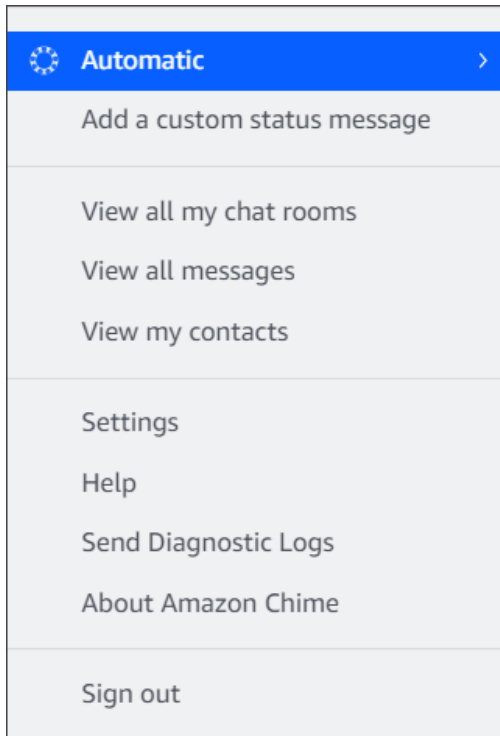 Automatic
Add a custom status message
View all my chat rooms
View all messages
View my contacts
Settings
Help
Send Diagnostic Logs
About Amazon Chime
Sign out